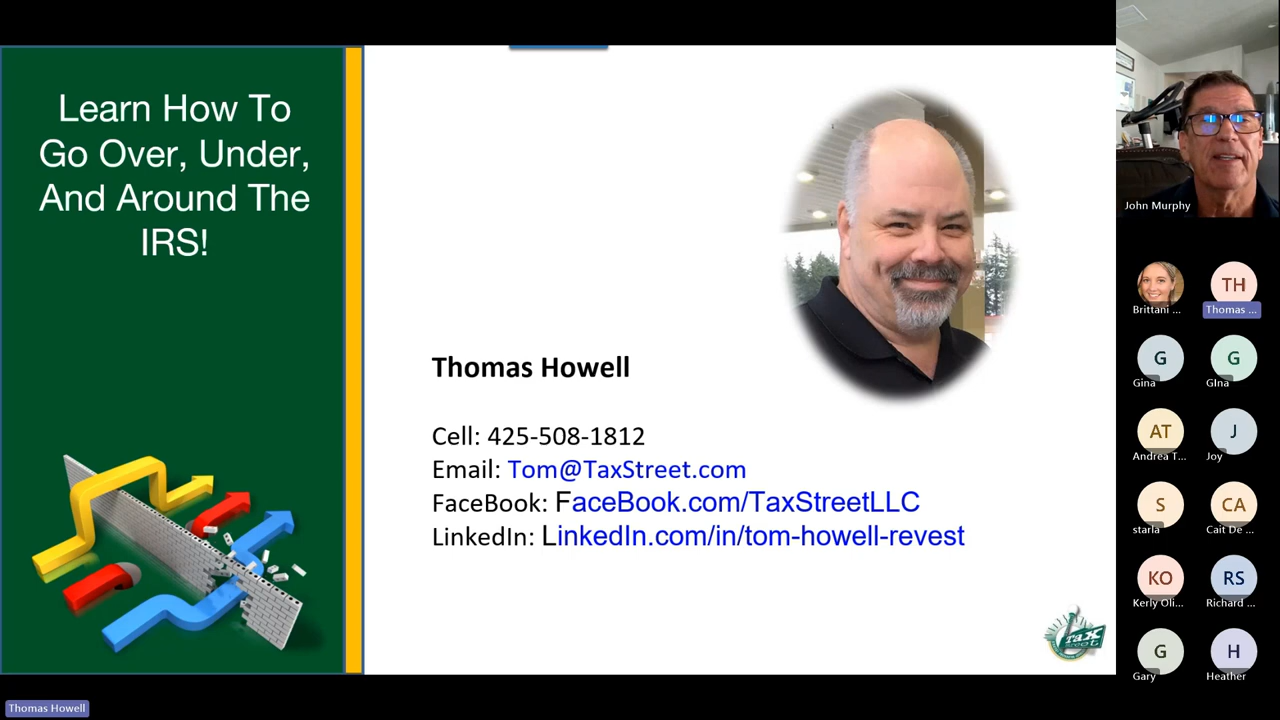 Learn How To
Go Over, Under,
And Around The
IRS!
Thomas Howell
Cell: 425-508-1812
Email: Tom@TaxStreet.com
FaceBook: FaceBook.com/TaxStreetLLC
LinkedIn: LinkedIn.com/in/tom-howell-revest
Tax
Street
John Murphy
TH
Brittani ...
Thomas ...
G
G
Gina
GIna
AT
J
Andrea T...
Joy
S
CA
starla
Cait De ...
KO
RS
Kerly Oli...
Richard ...
G
H
Gary
Heather
Thomas Howell